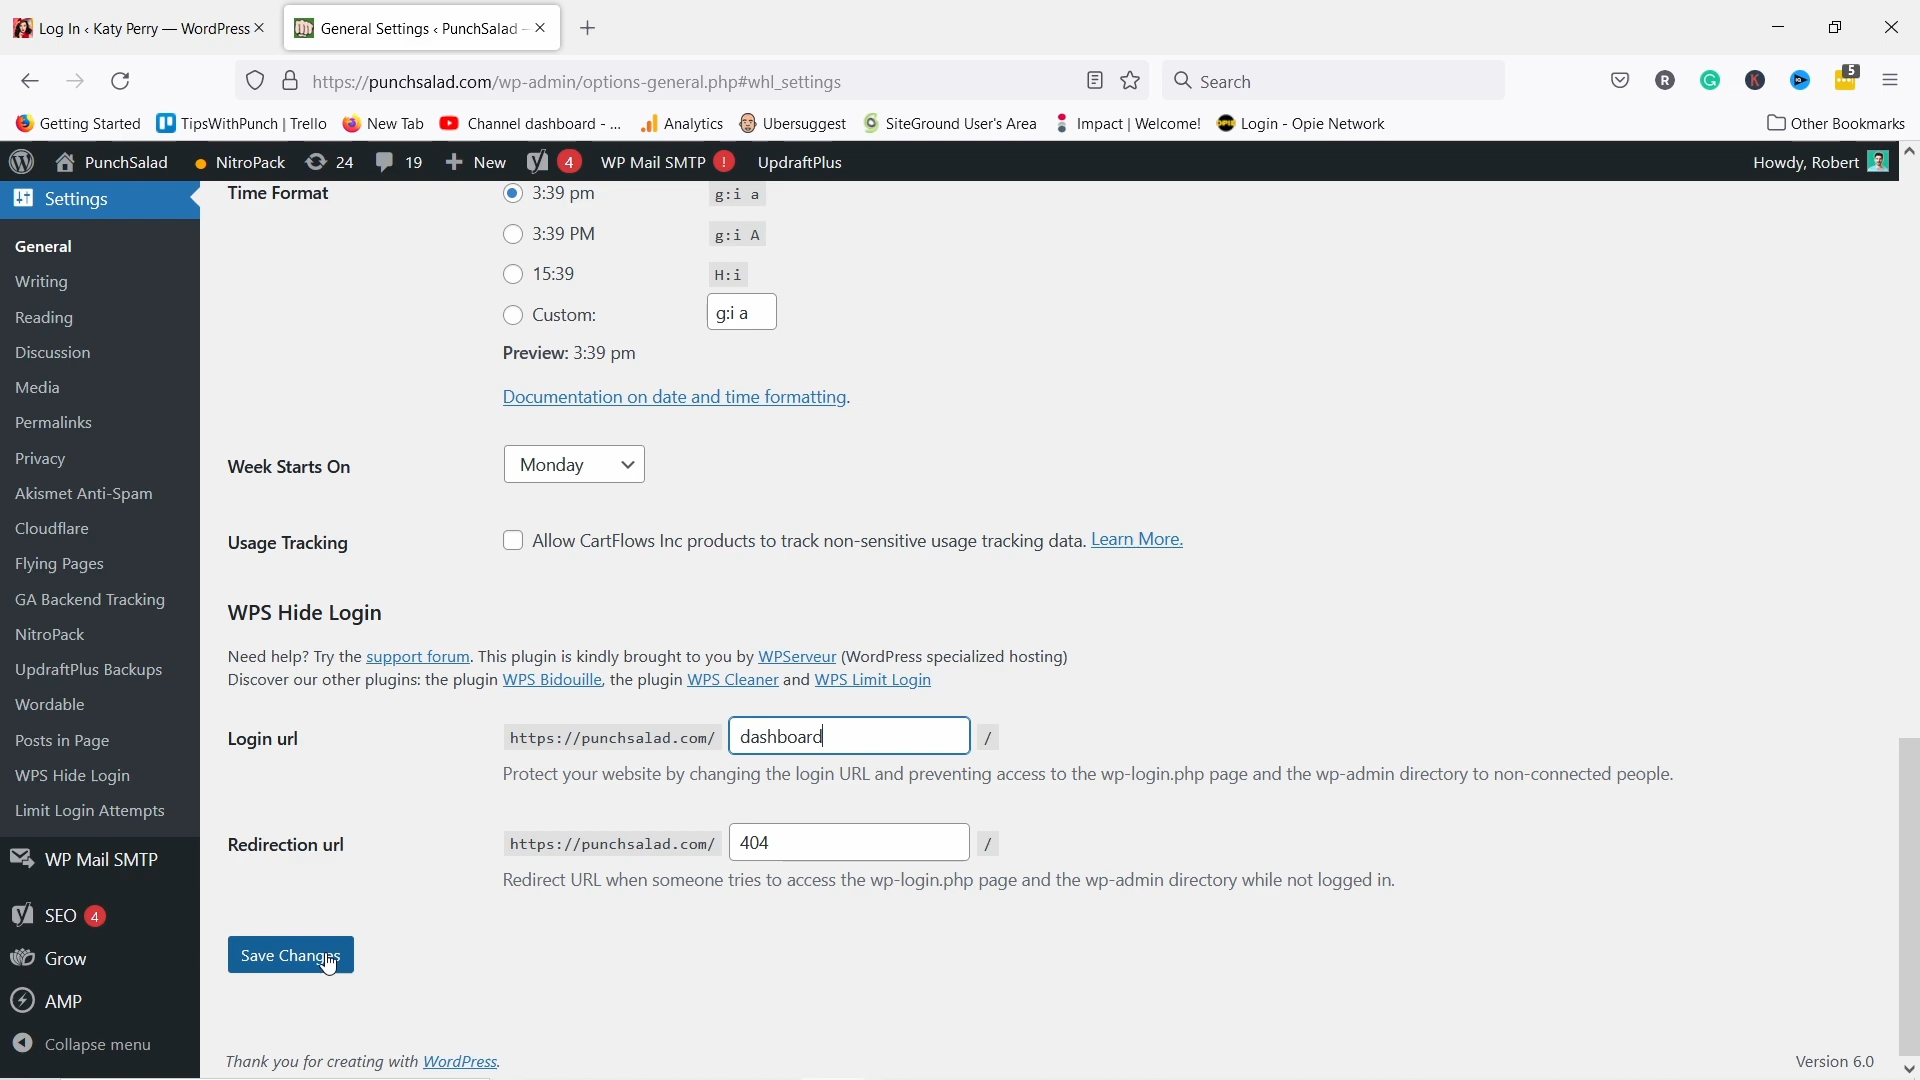 Log In ‹ Katy Perry — WordPress
General Settings ‹ PunchSalad —
https://punchsalad.com/wp-admin/options-general.php#whl_settings
Search
R
G
K
5
Getting Started
TipsWithPunch | Trello
New Tab
Channel dashboard - ...
Analytics
Ubersuggest
SiteGround User's Area
Impact | Welcome!
Login - Opie Network
Other Bookmarks
PunchSalad
NitroPack
24
19
New
4
WP Mail SMTP !
UpdraftPlus
Howdy, Robert
Settings
General
Writing
Reading
Discussion
Media
Permalinks
Privacy
Akismet Anti-Spam
Cloudflare
Flying Pages
GA Backend Tracking
NitroPack
UpdraftPlus Backups
Wordable
Posts in Page
WPS Hide Login
Limit Login Attempts
WP Mail SMTP
SEO 4
Grow
AMP
Collapse menu
Time Format
3:39 pm g:i a
3:39 PM g:i A
15:39 H:i
Custom: g:i a
Preview: 3:39 pm
Documentation on date and time formatting.
Week Starts On
Monday
Usage Tracking
Allow CartFlows Inc products to track non-sensitive usage tracking data. Learn More.
WPS Hide Login
Need help? Try the support forum. This plugin is kindly brought to you by WPServeur (WordPress specialized hosting)
Discover our other plugins: the plugin WPS Bidouille, the plugin WPS Cleaner and WPS Limit Login
Login url
https://punchsalad.com/ dashboard /
Protect your website by changing the login URL and preventing access to the wp-login.php page and the wp-admin directory to non-connected people.
Redirection url
https://punchsalad.com/ 404 /
Redirect URL when someone tries to access the wp-login.php page and the wp-admin directory while not logged in.
Save Changes
Thank you for creating with WordPress.
Version 6.0